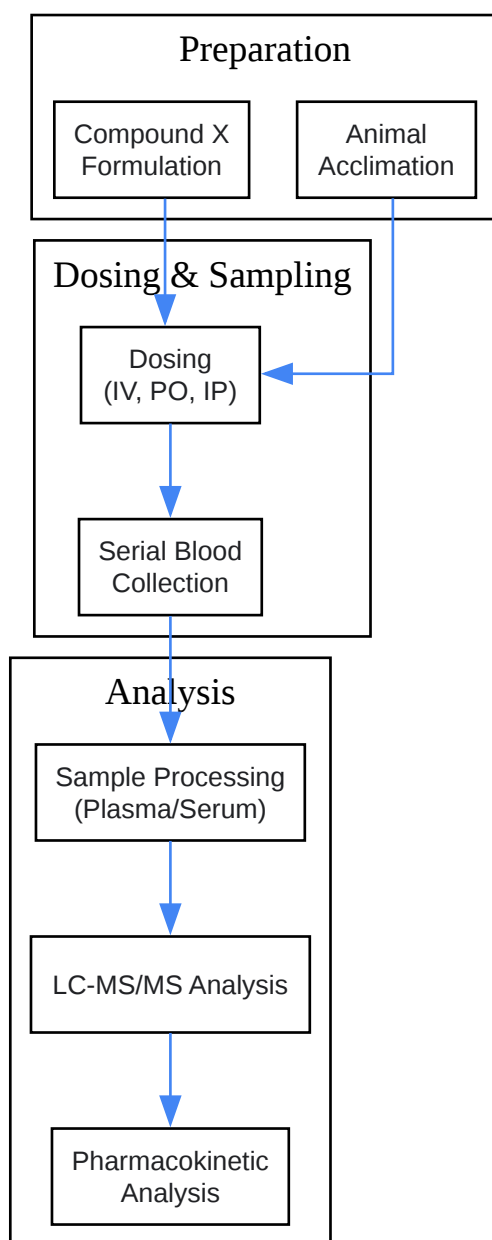 Preparation
Compound X
Formulation
Animal
Acclimation
Dosing & Sampling
Dosing
(IV, PO, IP)
Serial Blood
Collection
Analysis
Sample Processing
(Plasma/Serum)
LC-MS/MS Analysis
Pharmacokinetic
Analysis